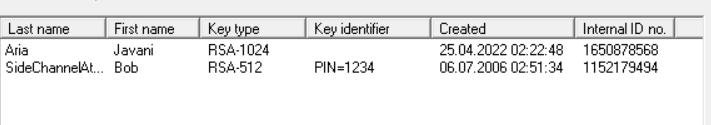 Last name First name Key type Key identifier Created Internal ID no.
Aria Javani RSA-1024 25.04.2022 02:22:48 1650878568
SideChannelAt... Bob RSA-512 PIN=1234 06.07.2006 02:51:34 1152179494